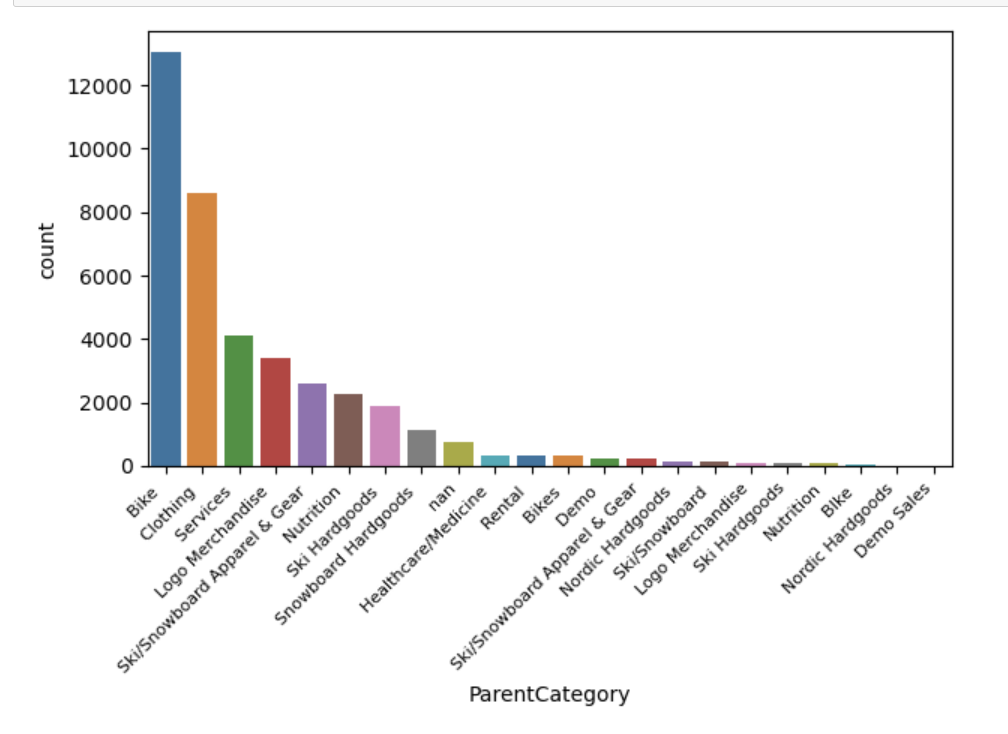 12000
10000
8000
6000
4000
2000
0
count
Bike
Clothing
Services
Logo Merchandise
Ski/Snowboard Apparel & Gear
Nutrition
Ski Hardgoods
Snowboard Hardgoods
nan
Healthcare/Medicine
Rental
Bikes
Demo
Ski/Snowboard Apparel & Gear
Nordic Hardgoods
Ski/Snowboard
Logo Merchandise
Ski Hardgoods
Nutrition
Bike
Nordic Hardgoods
Demo Sales
ParentCategory